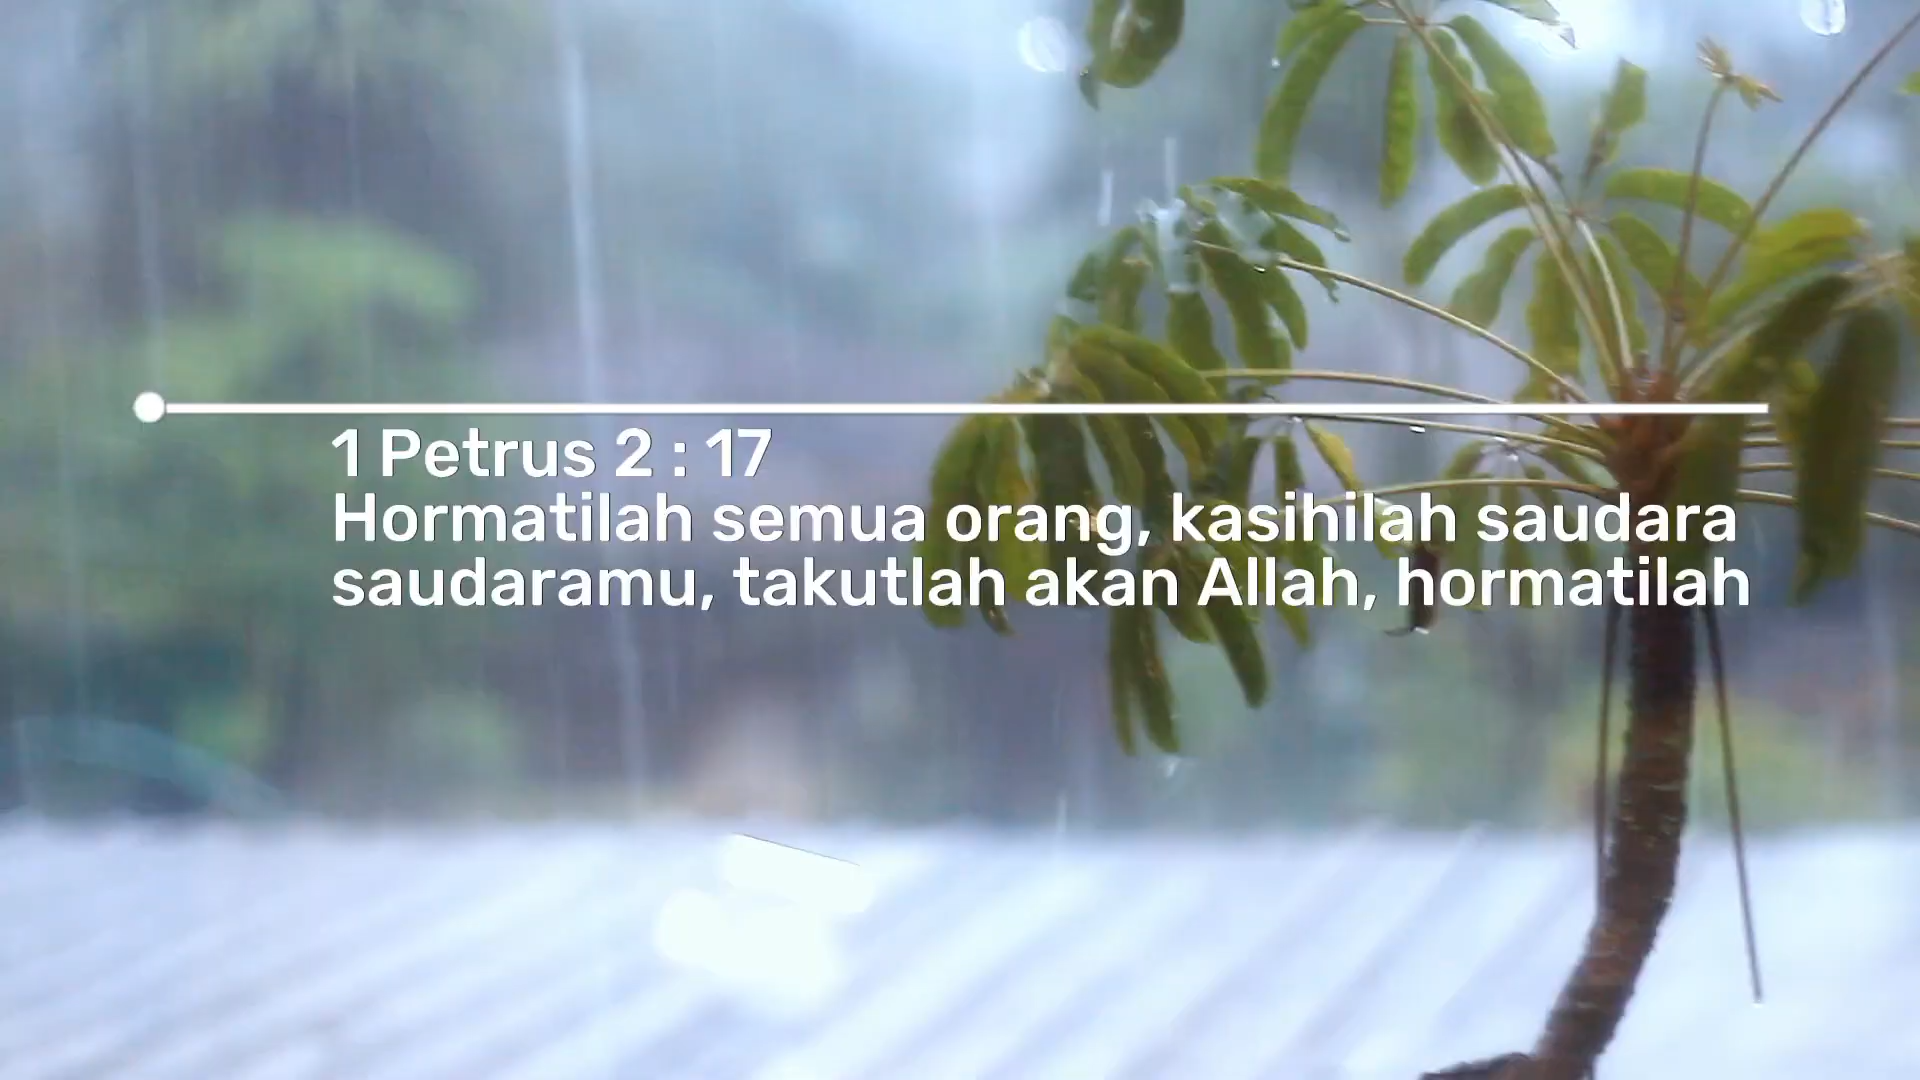 1 Petrus 2 : 17
Hormatilah semua orang, kasihilah saudara
saudaramu, takutlah akan Allah, hormatilah